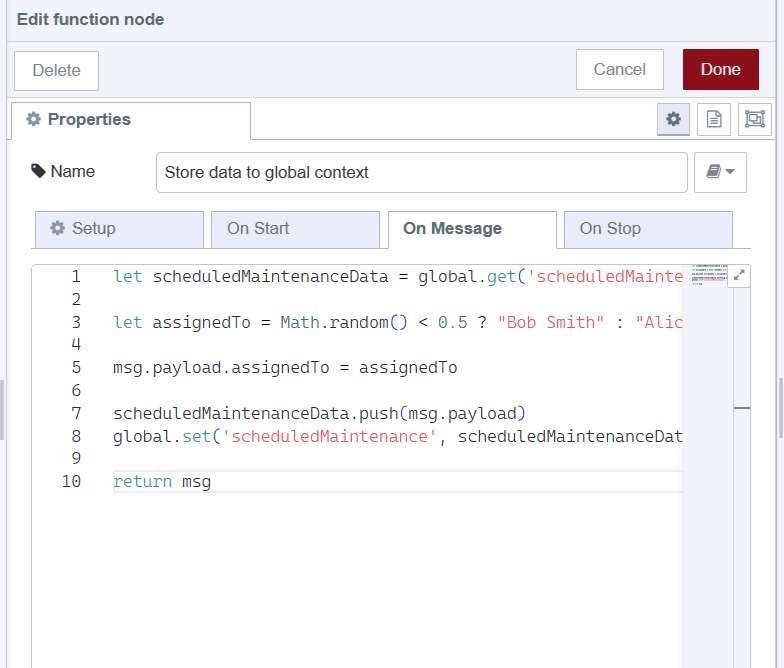 Edit function node
Delete
Cancel
Done
Properties
Name
Store data to global context
Setup
On Start
On Message
On Stop
1 let scheduledMaintenanceData = global.get('scheduledMainte
2
3 let assignedTo = Math.random() < 0.5 ? "Bob Smith" : "Alic
4
5 msg.payload.assignedTo = assignedTo
6
7 scheduledMaintenanceData.push(msg.payload)
8 global.set('scheduledMaintenance', scheduledMaintenanceDat
9
10 return msg